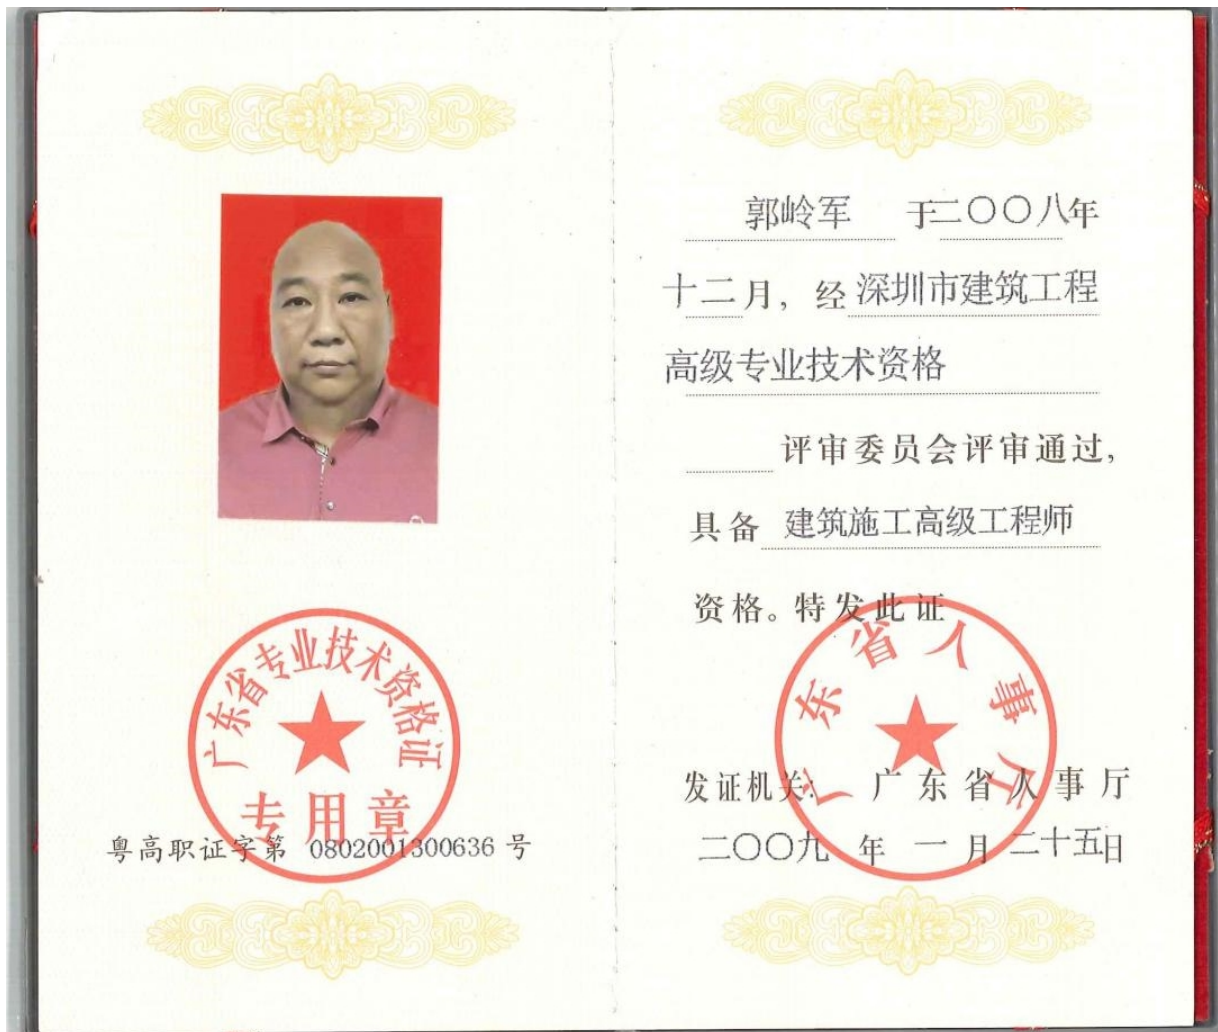 广东省专业技术资格证
专用章
粤高职证字第 0802001300636 号
郭岭军 于二〇〇八年
十二月，经深圳市建筑工程
高级专业技术资格
评审委员会评审通过，
具备 建筑施工高级工程师
资格。特发此证
广东省人事厅
发证机关：广东省人事厅
二〇〇九 年 一 月 二十五日